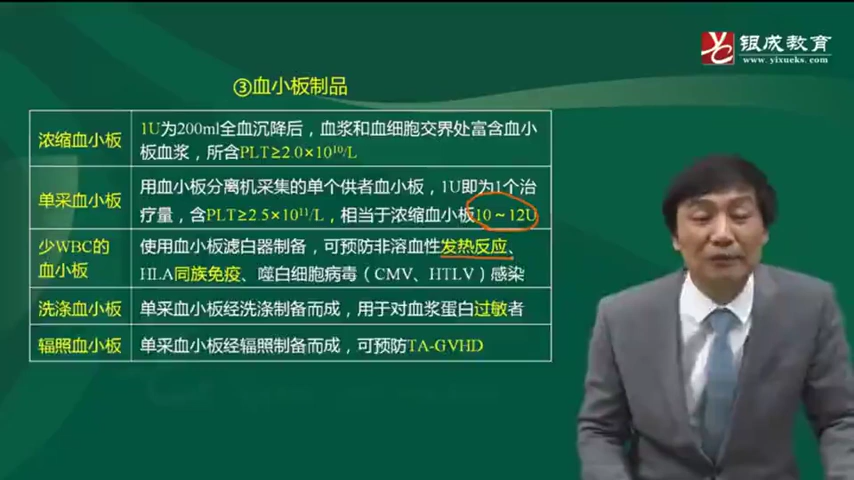 银成教育
www.yixueks.com
③血小板制品
浓缩血小板
1U为200ml全血沉降后，血浆和血细胞交界处富含血小
板血浆，所含PLT≥2.0×10¹⁰/L
单采血小板
用血小板分离机采集的单个供者血小板，1U即为1个治
疗量，含PLT≥2.5×10¹¹/L，相当于浓缩血小板10～12U
少WBC的
血小板
使用血小板滤白器制备，可预防非溶血性发热反应、
HLA同族免疫、噬白细胞病毒（CMV、HTLV）感染
洗涤血小板
单采血小板经洗涤制备而成，用于对血浆蛋白过敏者
辐照血小板
单采血小板经辐照制备而成，可预防TA-GVHD